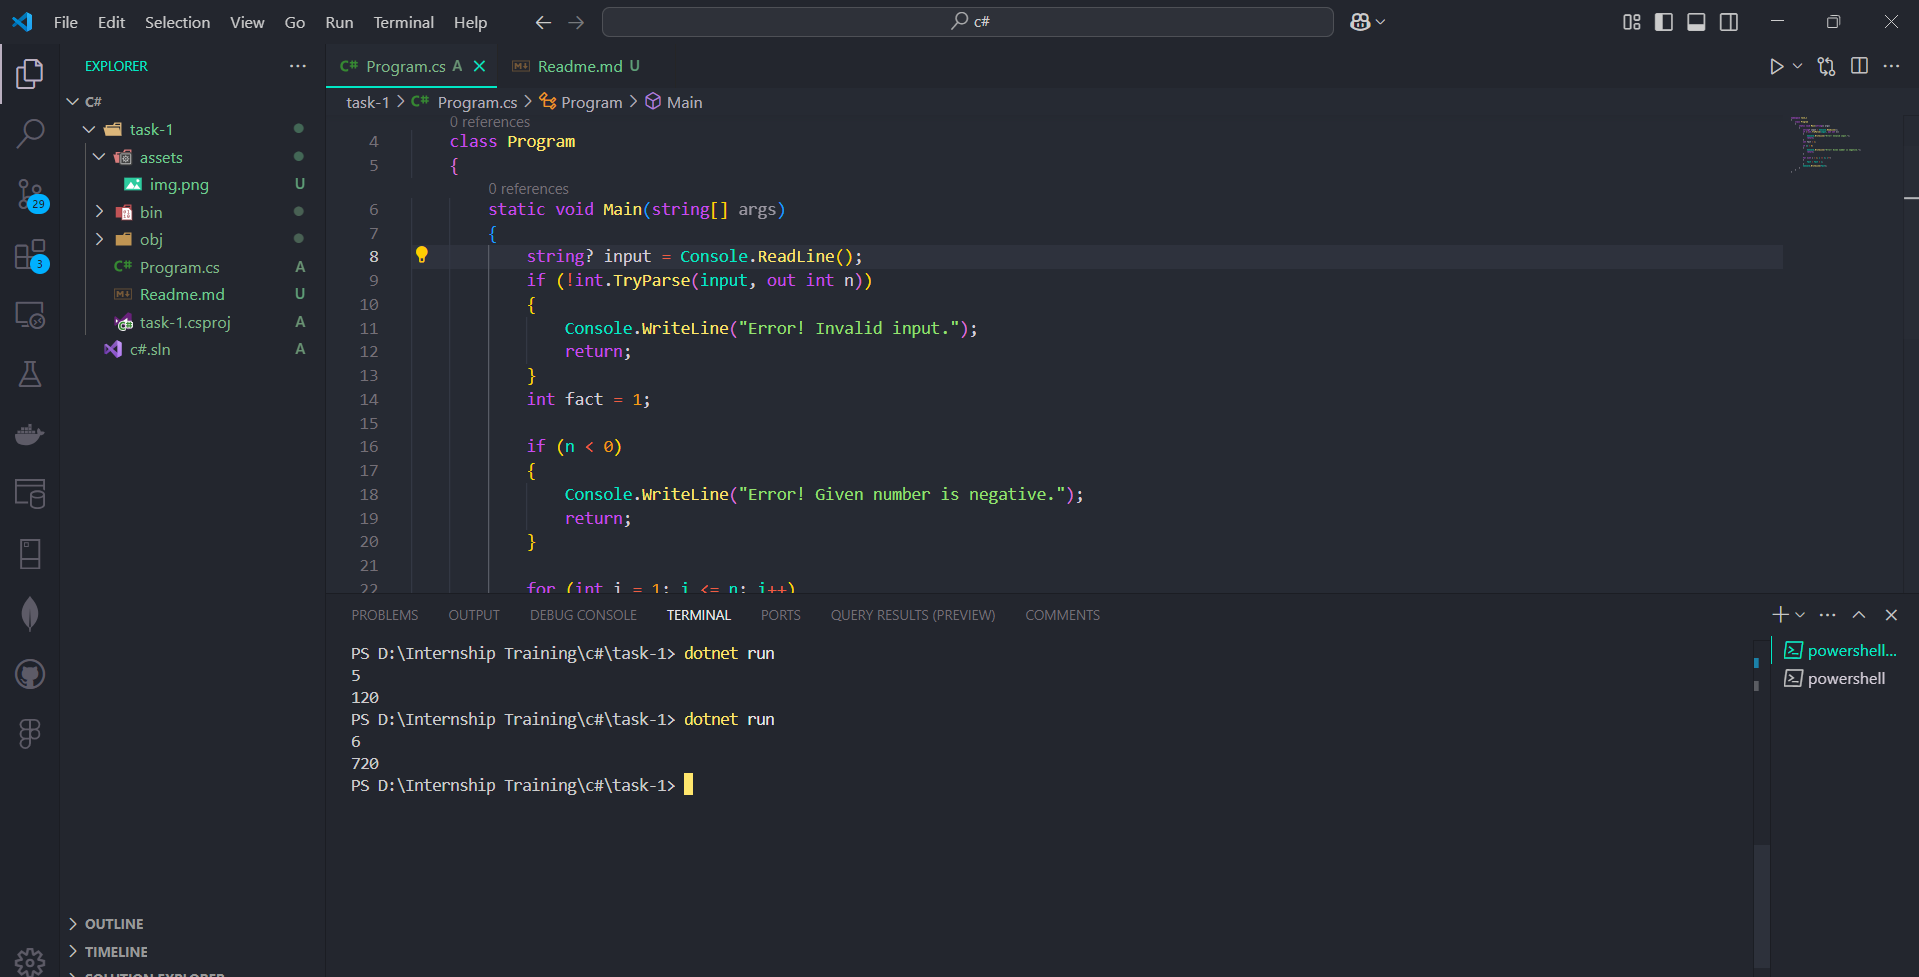 File Edit Selection View Go Run Terminal Help
c#
EXPLORER
C#
task-1
assets
img.png U
bin
obj
C# Program.cs A
Readme.md U
task-1.csproj A
c#.sln A
29
3
OUTLINE
TIMELINE
SOLUTION EXPLORER
C# Program.cs A
Readme.md U
task-1 > C# Program.cs > Program > Main
0 references
4 class Program
5 {
0 references
6 static void Main(string[] args)
7 {
8 string? input = Console.ReadLine();
9 if (!int.TryParse(input, out int n))
10 {
11 Console.WriteLine("Error! Invalid input.");
12 return;
13 }
14 int fact = 1;
15
16 if (n < 0)
17 {
18 Console.WriteLine("Error! Given number is negative.");
19 return;
20 }
21
22 for (int i = 1; i <= n; i++)
PROBLEMS OUTPUT DEBUG CONSOLE TERMINAL PORTS QUERY RESULTS (PREVIEW) COMMENTS
PS D:\Internship Training\c#\task-1> dotnet run
5
120
PS D:\Internship Training\c#\task-1> dotnet run
6
720
PS D:\Internship Training\c#\task-1>
powershell...
powershell